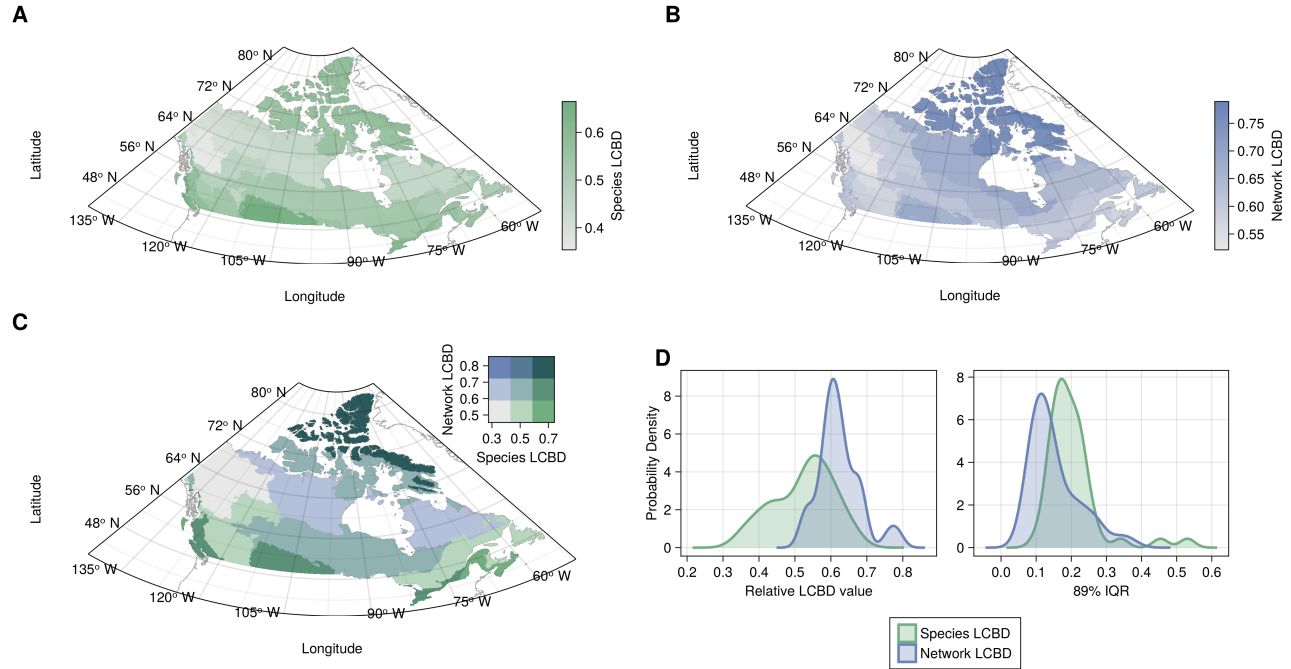 A
80° N
72° N
64° N
56° N
48° N
135° W
120° W
105° W
90° W
75° W
60° W
Latitude
Longitude
0.6
0.5
0.4
Species LCBD
B
80° N
72° N
64° N
56° N
48° N
135° W
120° W
105° W
90° W
75° W
60° W
Latitude
Longitude
0.75
0.70
0.65
0.60
0.55
Network LCBD
C
80° N
72° N
64° N
56° N
48° N
135° W
120° W
105° W
90° W
75° W
60° W
Latitude
Longitude
Network LCBD
0.8
0.7
0.6
0.5
0.3 0.5 0.7
Species LCBD
D
Probability Density
8
6
4
2
0
0.2 0.3 0.4 0.5 0.6 0.7 0.8
Relative LCBD value
8
6
4
2
0
0.0 0.1 0.2 0.3 0.4 0.5 0.6
89% IQR
Species LCBD
Network LCBD